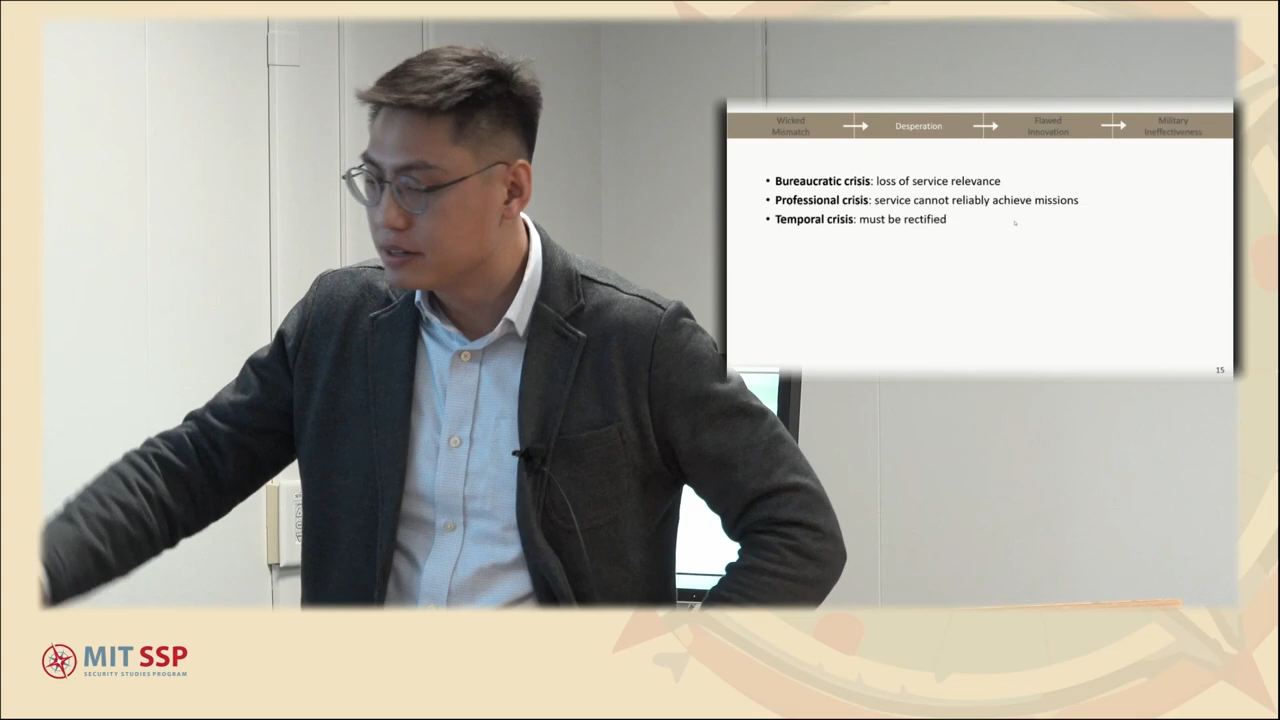 Wicked
Mismatch
Desperation
Flawed
Innovation
Military
Ineffectiveness
• Bureaucratic crisis: loss of service relevance
• Professional crisis: service cannot reliably achieve missions
• Temporal crisis: must be rectified
15
MIT SSP
SECURITY STUDIES PROGRAM